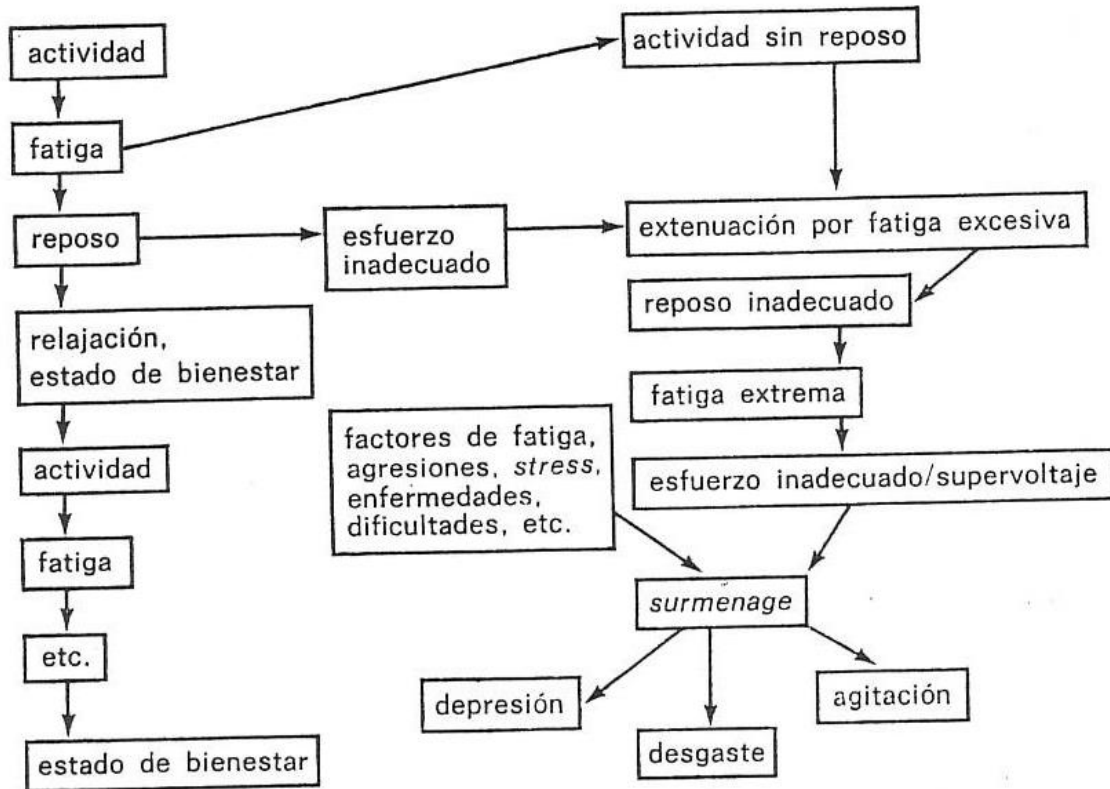 actividad
actividad sin reposo
fatiga
reposo
esfuerzo
inadecuado
extenuación por fatiga excesiva
reposo inadecuado
relajación,
estado de bienestar
fatiga extrema
factores de fatiga,
agresiones, stress,
enfermedades,
dificultades, etc.
actividad
esfuerzo inadecuado/supervoltaje
fatiga
surmenage
etc.
depresión
agitación
desgaste
estado de bienestar